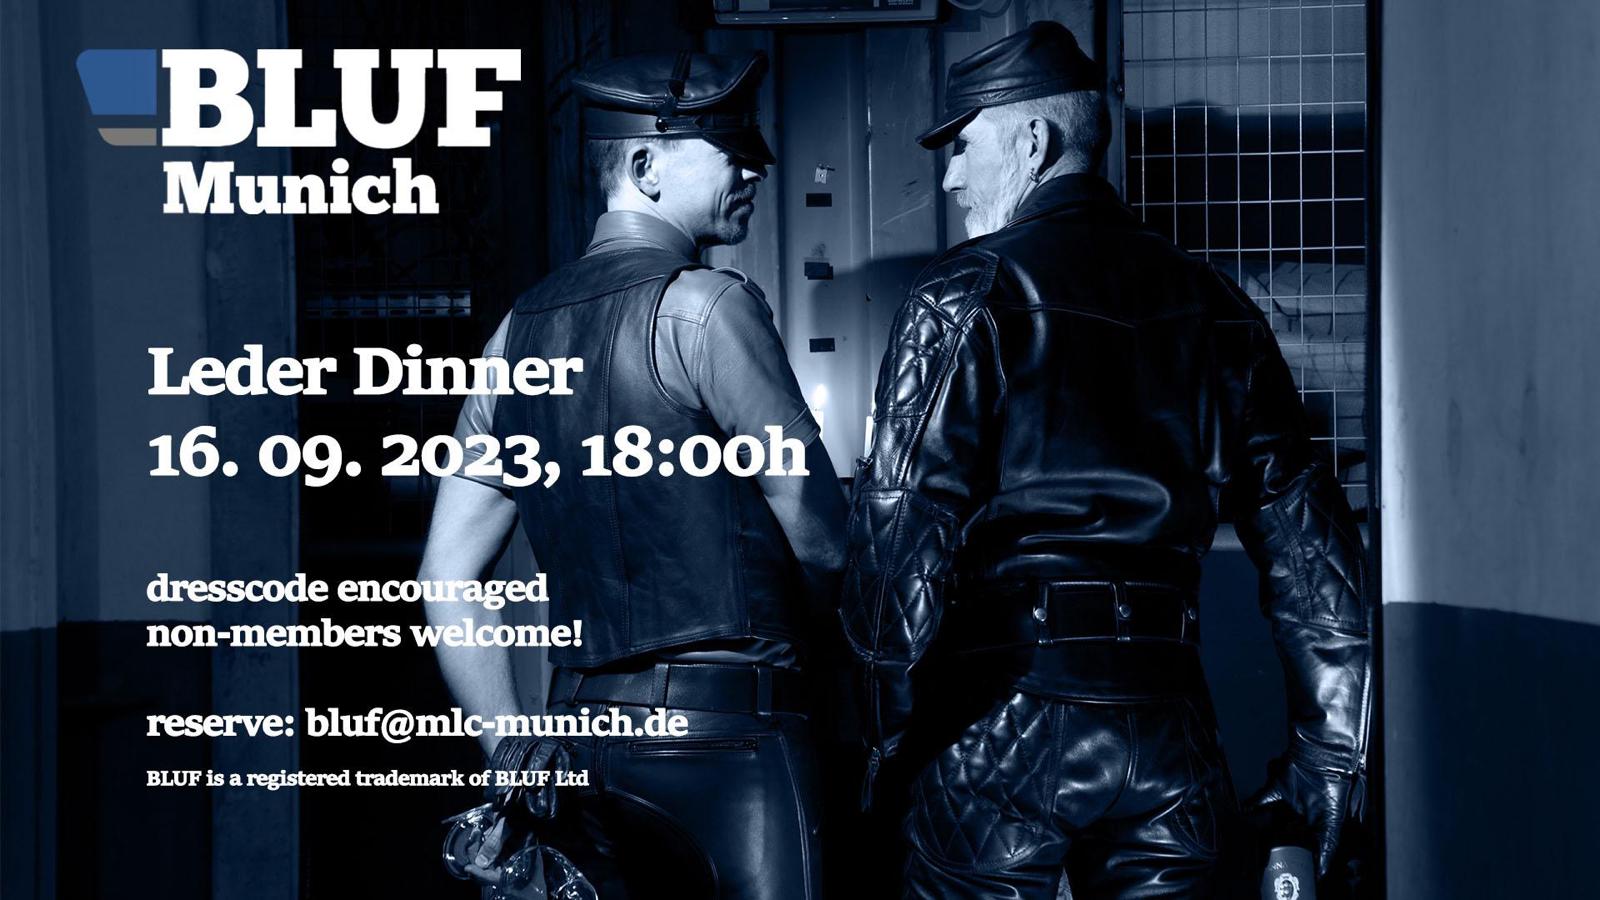 BLUF
Munich
Leder Dinner
16. 09. 2023, 18:00h
dresscode encouraged
non-members welcome!
reserve: bluf@mlc-munich.de
BLUF is a registered trademark of BLUF Ltd